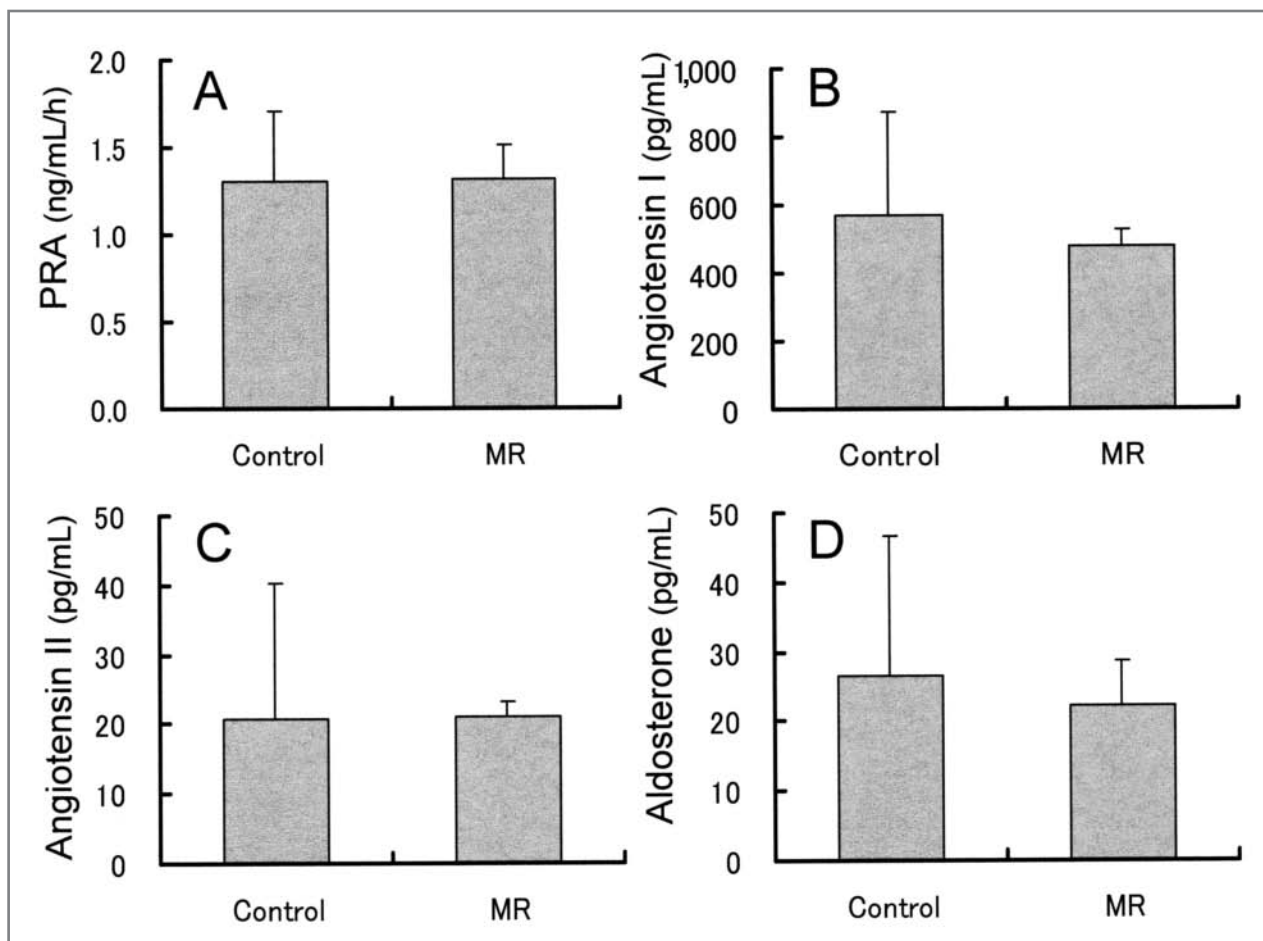 A
PRA (ng/mL/h)
2.0
1.5
1.0
0.5
0.0
Control MR
B
Angiotensin I (pg/mL)
1,000
800
600
400
200
0
Control MR
C
Angiotensin II (pg/mL)
50
40
30
20
10
0
Control MR
D
Aldosterone (pg/mL)
50
40
30
20
10
0
Control MR